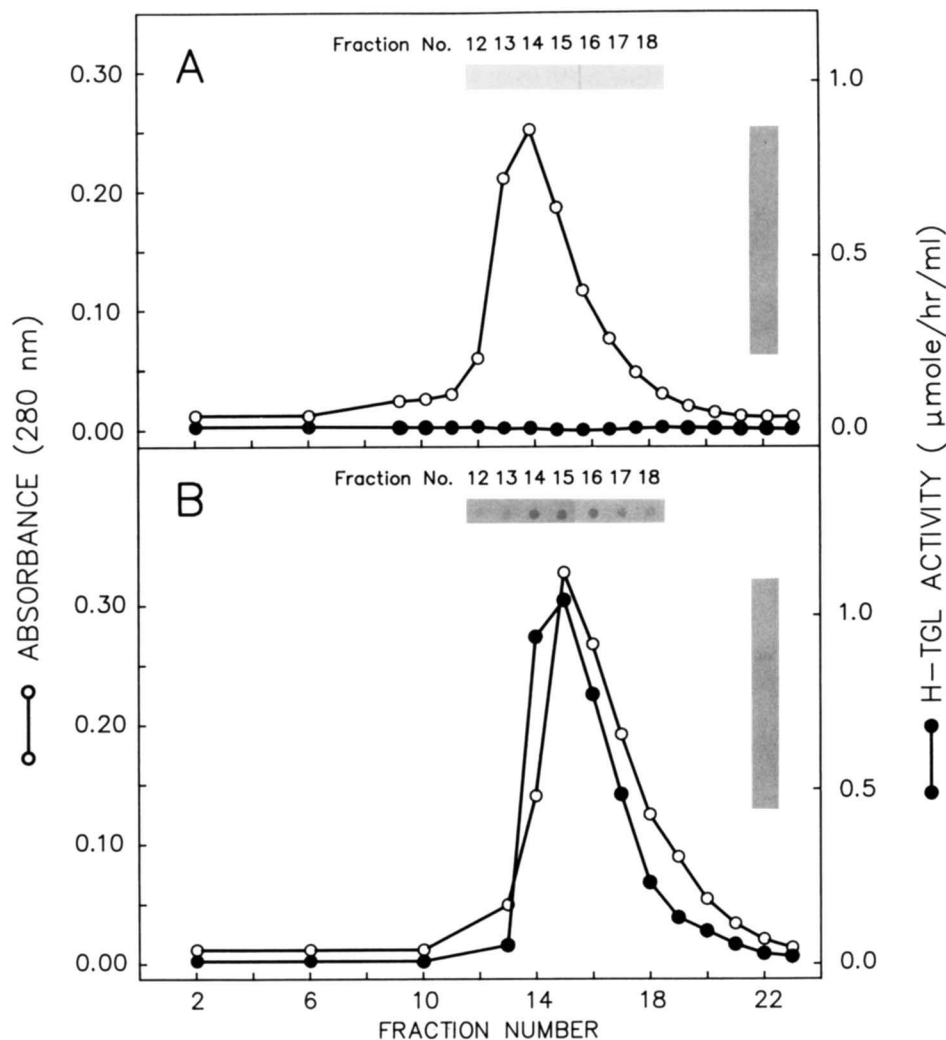 Fraction No. 12 13 14 15 16 17 18
A
0.30
0.20
0.10
0.00
1.0
0.5
0.0
Fraction No. 12 13 14 15 16 17 18
B
0.30
0.20
0.10
0.00
1.0
0.5
0.0
2 6 10 14 18 22
FRACTION NUMBER
ABSORBANCE (280 nm)
H-TGL ACTIVITY ( μmole/hr/ml)